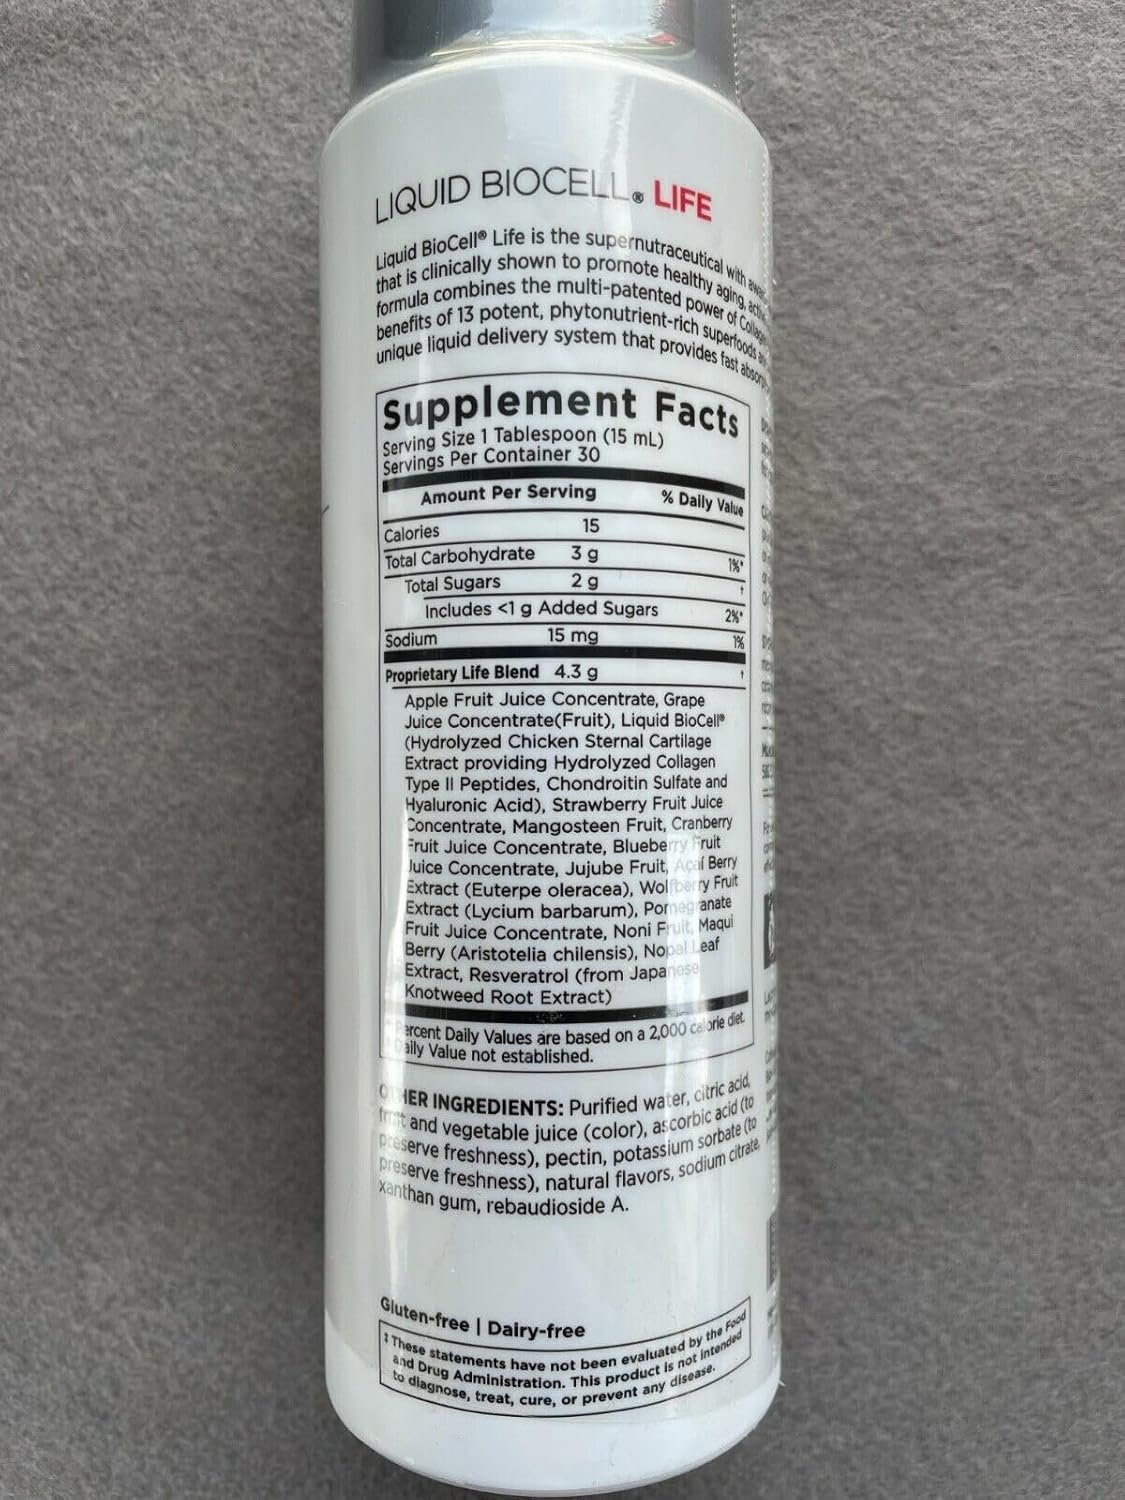 LIQUID BIOCELL® LIFE
Liquid BioCell® Life is the supernutraceutical with
that is clinically shown to promote healthy aging,
formula combines the multi-patented power of
benefits of 13 potent, phytonutrient-rich superfoods
unique liquid delivery system that provides fast
Supplement Facts
Serving Size 1 Tablespoon (15 mL)
Servings Per Container 30
Amount Per Serving % Daily Value
Calories 15
Total Carbohydrate 3 g 1%*
Total Sugars 2 g †
Includes <1 g Added Sugars 2%*
Sodium 15 mg 1%
Proprietary Life Blend 4.3 g †
Apple Fruit Juice Concentrate, Grape
Juice Concentrate(Fruit), Liquid BioCell®
(Hydrolyzed Chicken Sternal Cartilage
Extract providing Hydrolyzed Collagen
Type II Peptides, Chondroitin Sulfate and
Hyaluronic Acid), Strawberry Fruit Juice
Concentrate, Mangosteen Fruit, Cranberry
Fruit Juice Concentrate, Blueberry Fruit
Juice Concentrate, Jujube Fruit, Açaí Berry
Extract (Euterpe oleracea), Wolfberry Fruit
Extract (Lycium barbarum), Pomegranate
Fruit Juice Concentrate, Noni Fruit, Maqui
Berry (Aristotelia chilensis), Nopal Leaf
Extract, Resveratrol (from Japanese
Knotweed Root Extract)
Percent Daily Values are based on a 2,000 calorie diet.
Daily Value not established.
OTHER INGREDIENTS: Purified water, citric acid,
fruit and vegetable juice (color), ascorbic acid (to
preserve freshness), pectin, potassium sorbate (to
preserve freshness), natural flavors, sodium citrate,
xanthan gum, rebaudioside A.
Gluten-free | Dairy-free
‡ These statements have not been evaluated by the Food
and Drug Administration. This product is not intended
to diagnose, treat, cure, or prevent any disease.